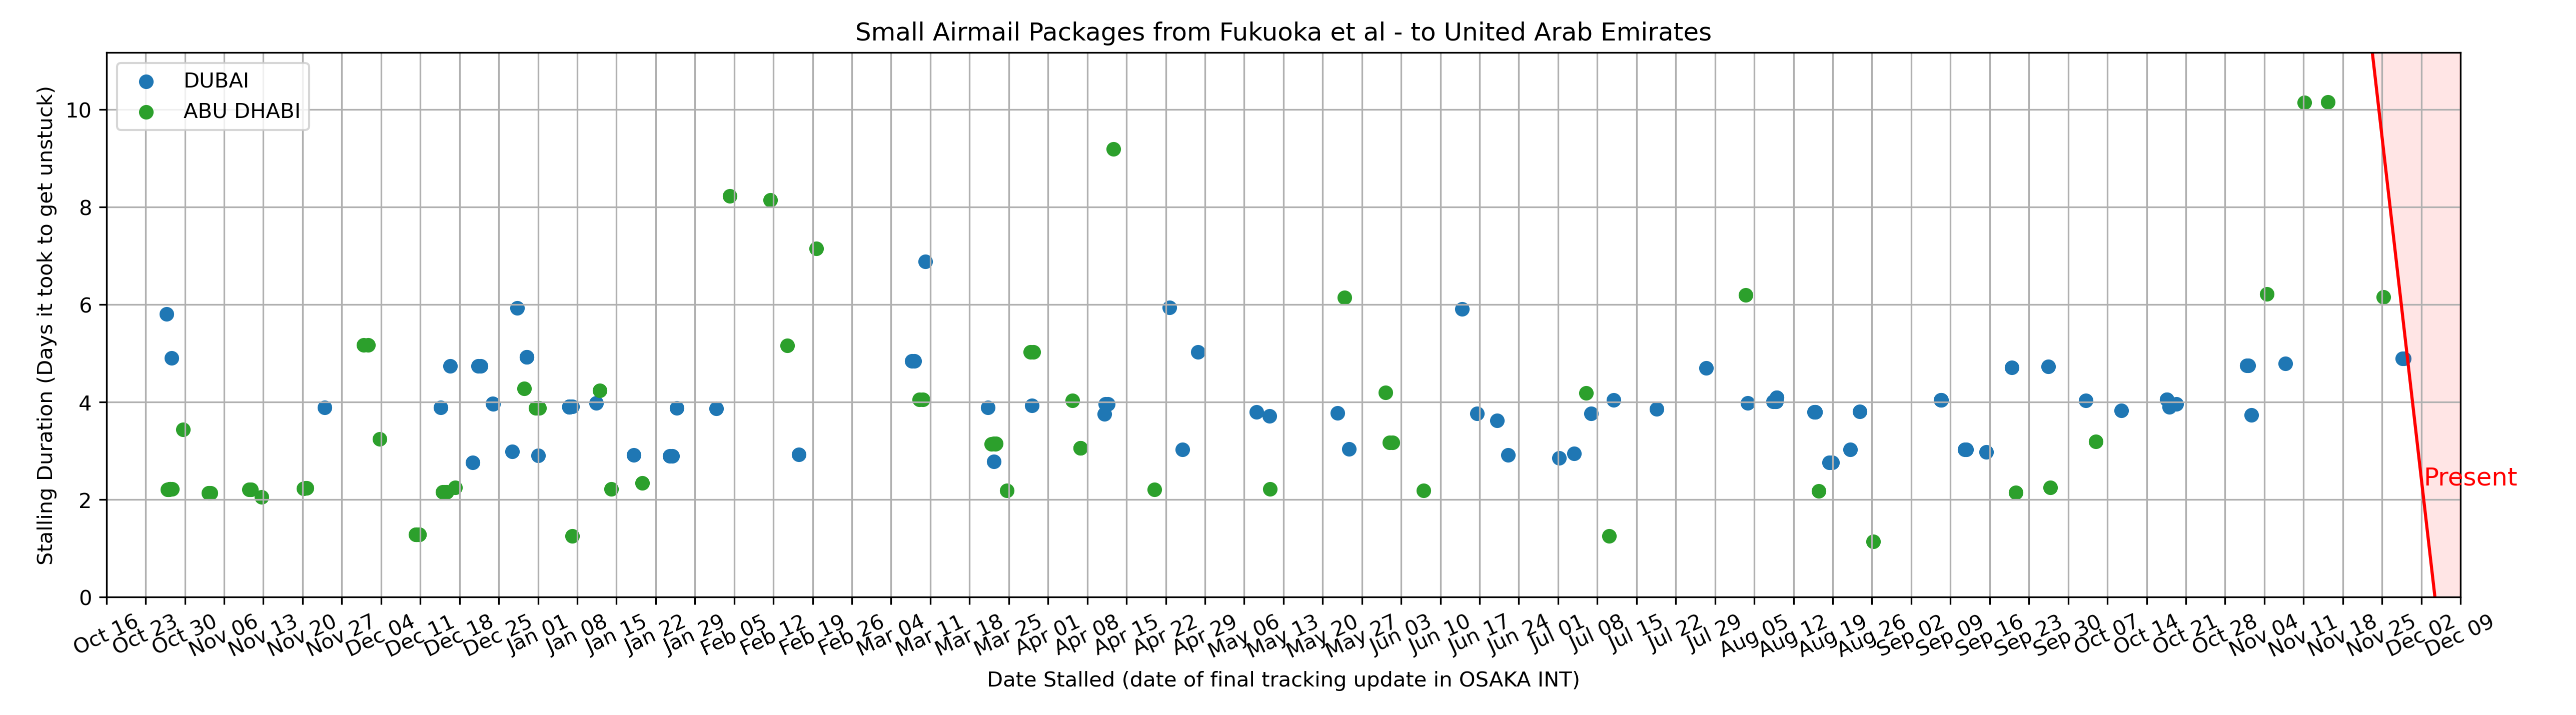 Small Airmail Packages from Fukuoka et al - to United Arab Emirates
DUBAI
ABU DHABI
Stalling Duration (Days it took to get unstuck)
10
8
6
4
2
0
Present
Oct 16
Oct 23
Oct 30
Nov 06
Nov 13
Nov 20
Nov 27
Dec 04
Dec 11
Dec 18
Dec 25
Jan 01
Jan 08
Jan 15
Jan 22
Jan 29
Feb 05
Feb 12
Feb 19
Feb 26
Mar 04
Mar 11
Mar 18
Mar 25
Apr 01
Apr 08
Apr 15
Apr 22
Apr 29
May 06
May 13
May 20
May 27
Jun 03
Jun 10
Jun 17
Jun 24
Jul 01
Jul 08
Jul 15
Jul 22
Jul 29
Aug 05
Aug 12
Aug 19
Aug 26
Sep 02
Sep 09
Sep 16
Sep 23
Sep 30
Oct 07
Oct 14
Oct 21
Oct 28
Nov 04
Nov 11
Nov 18
Nov 25
Dec 02
Dec 09
Date Stalled (date of final tracking update in OSAKA INT)